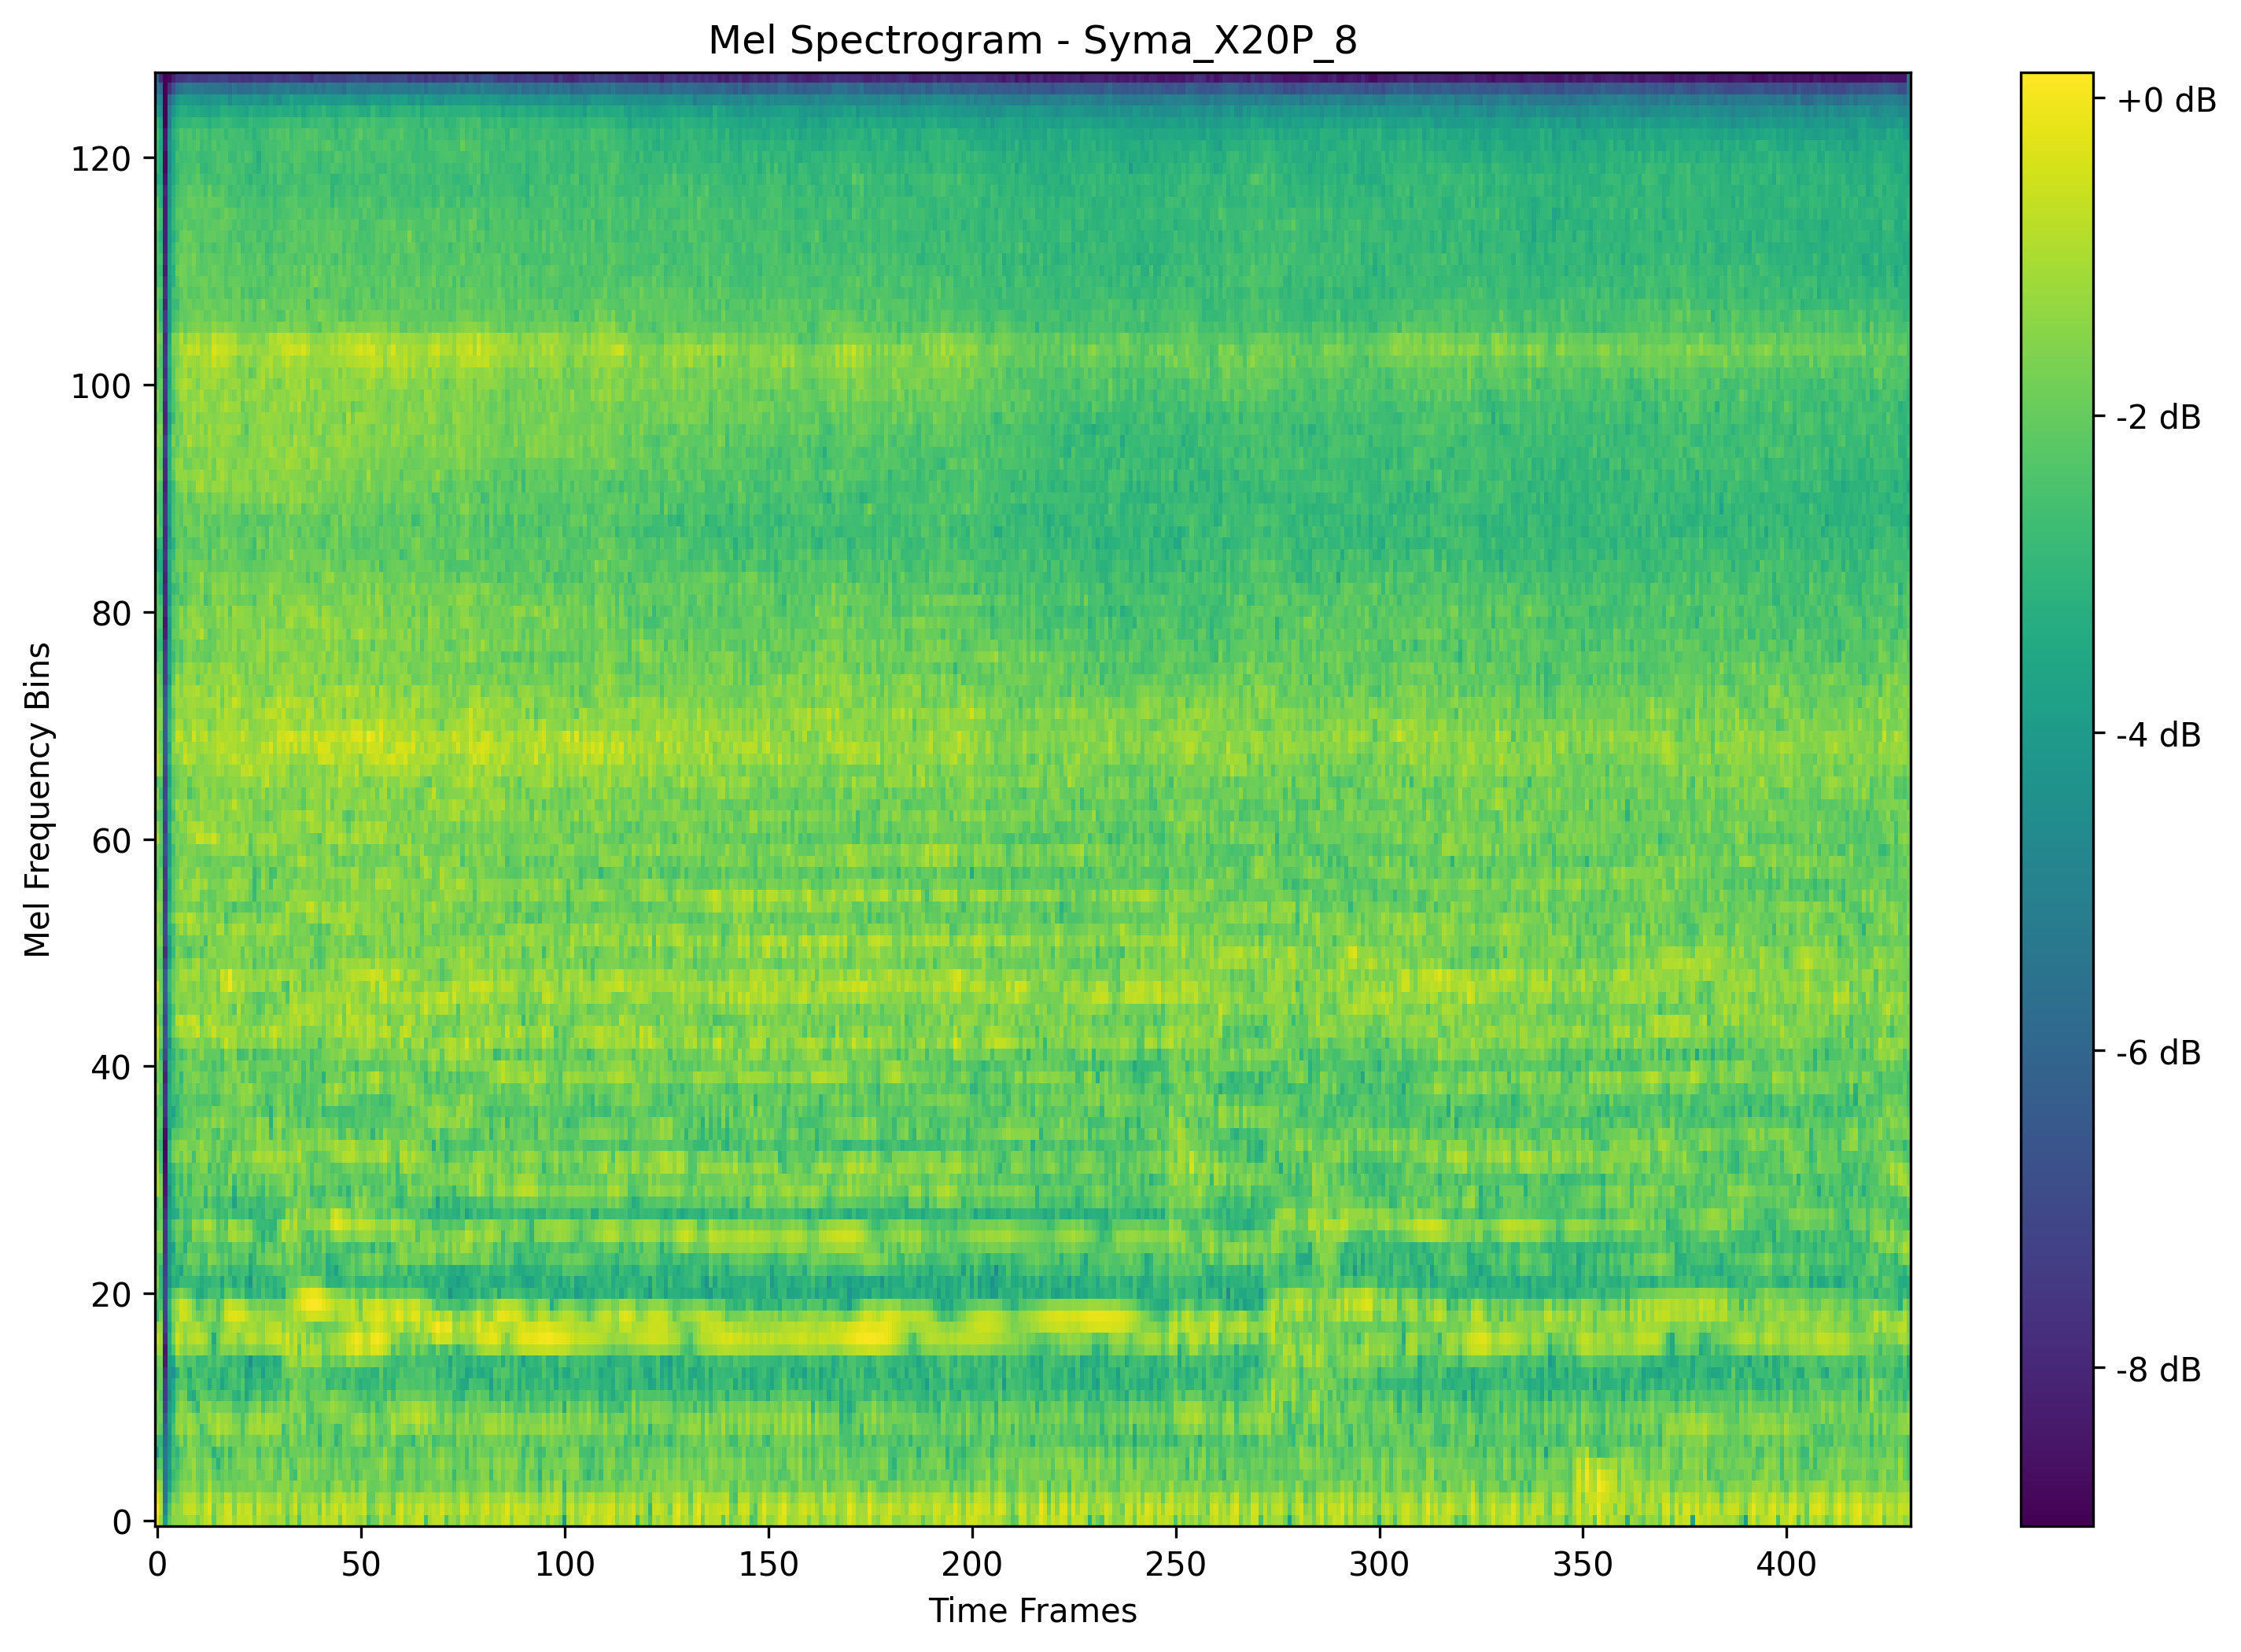 Mel Spectrogram - Syma_X20P_8
Mel Frequency Bins
120
100
80
60
40
20
0
0 50 100 150 200 250 300 350 400
Time Frames
+0 dB
-2 dB
-4 dB
-6 dB
-8 dB